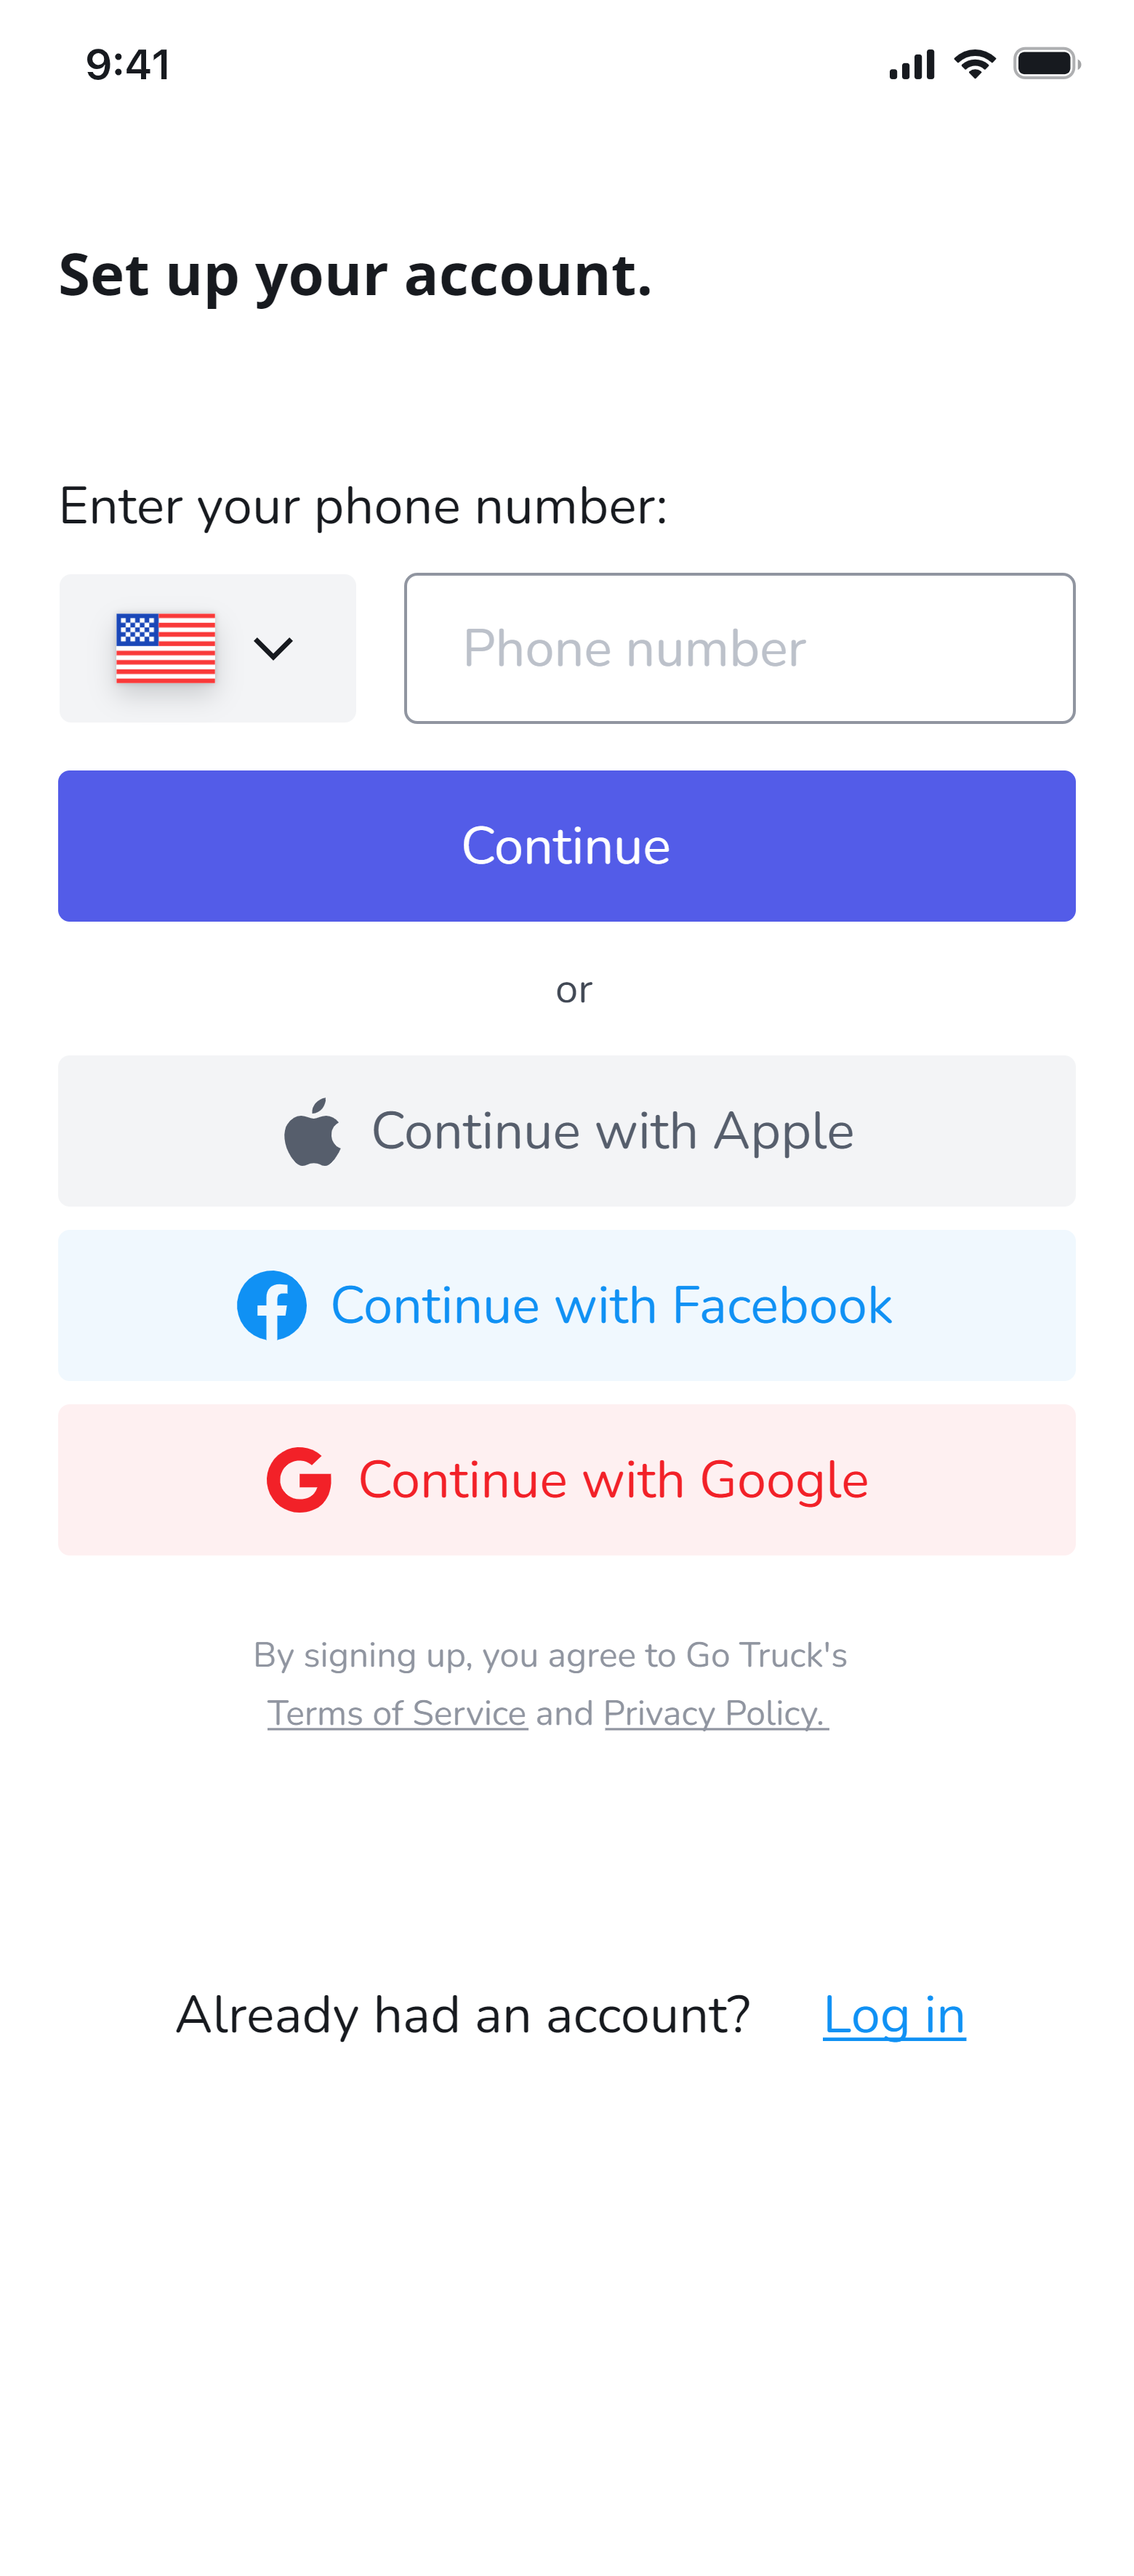 9:41
Set up your account.
Enter your phone number:
Phone number
Continue
or
Continue with Apple
Continue with Facebook
Continue with Google
By signing up, you agree to Go Truck's
Terms of Service and Privacy Policy.
Already had an account? Log in